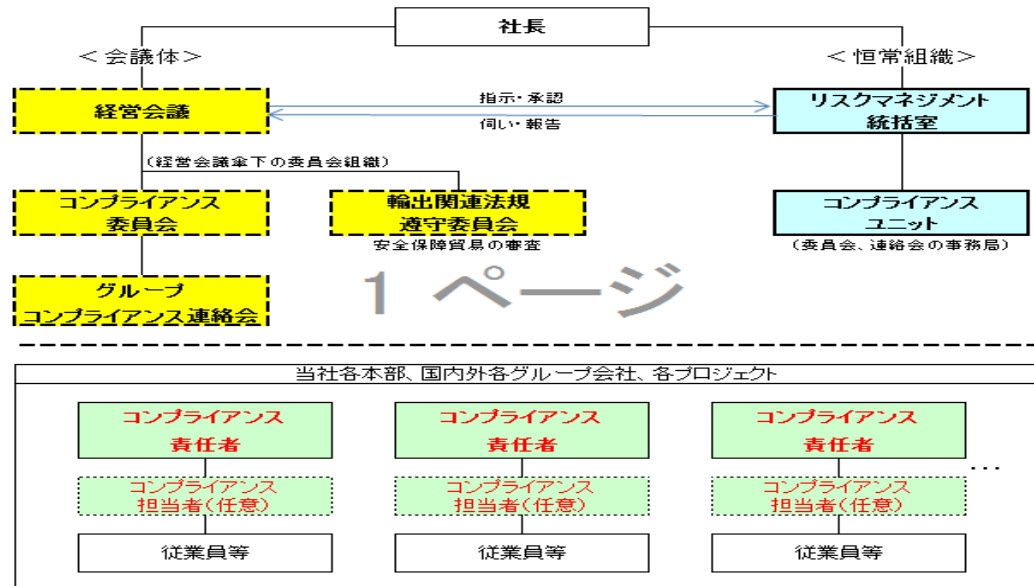 社長
＜会議体＞
＜恒常組織＞
経営会議
指示・承認
伺い・報告
リスクマネジメント
統括室
(経営会議傘下の委員会組織)
コンプライアンス
委員会
輸出関連法規
遵守委員会
安全保障貿易の審査
コンプライアンス
ユニット
(委員会、連絡会の事務局)
グループ
コンプライアンス連絡会
1 ページ
当社各本部、国内外各グループ会社、各プロジェクト
コンプライアンス
責任者
コンプライアンス
責任者
コンプライアンス
責任者
…
コンプライアンス
担当者(任意)
コンプライアンス
担当者(任意)
コンプライアンス
担当者(任意)
従業員等
従業員等
従業員等